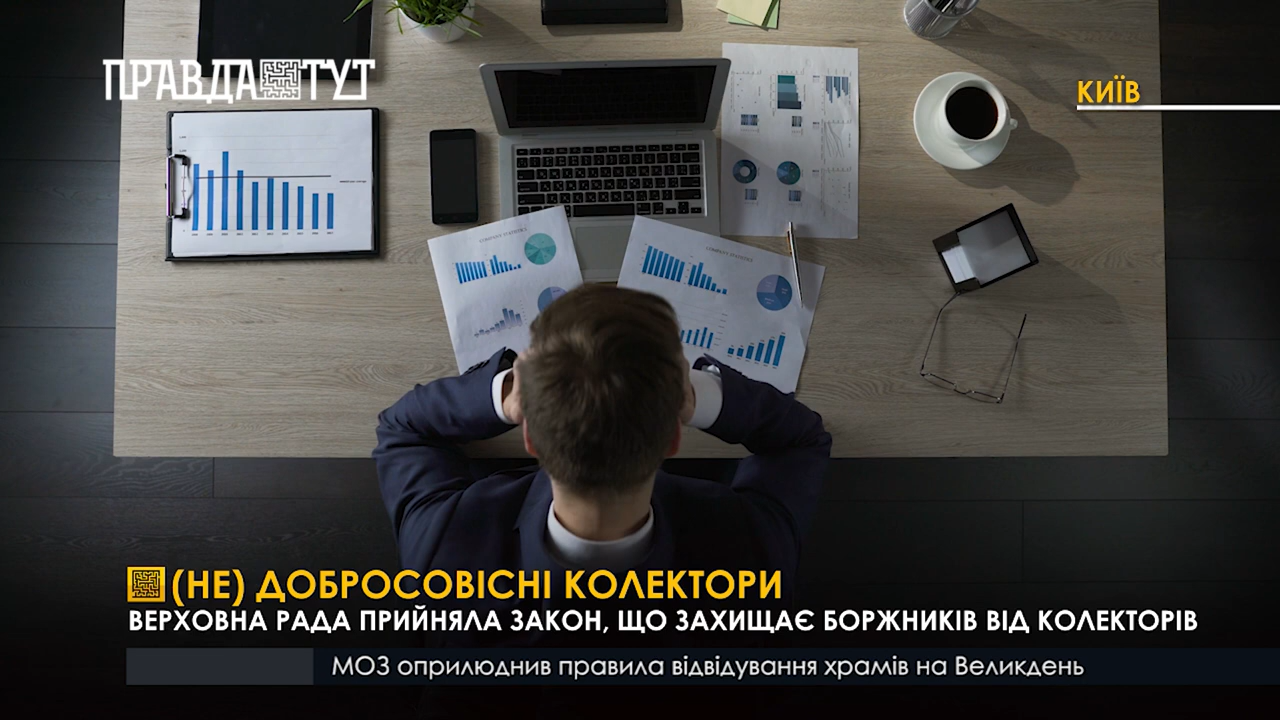 ПРАВДА ТУТ
КИЇВ
(НЕ) ДОБРОСОВІСНІ КОЛЕКТОРИ
ВЕРХОВНА РАДА ПРИЙНЯЛА ЗАКОН, ЩО ЗАХИЩАЄ БОРЖНИКІВ ВІД КОЛЕКТОРІВ
МОЗ оприлюднив правила відвідування храмів на Великдень